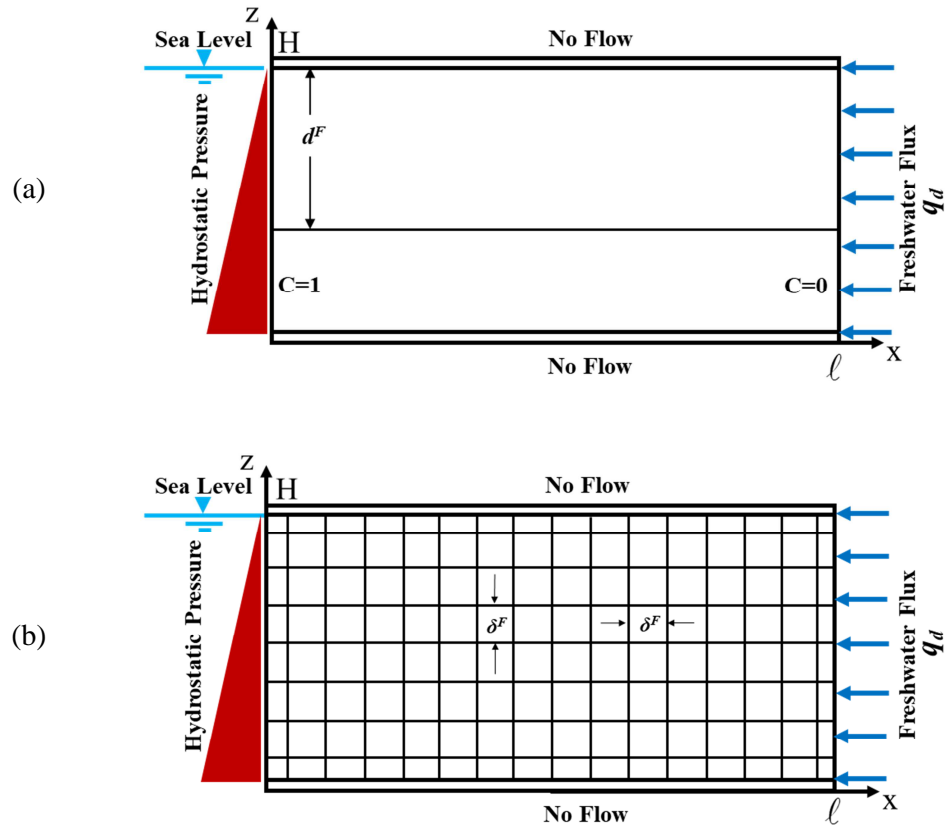 (a)
z
H
Sea Level
No Flow
Hydrostatic Pressure
d^F
C=1
C=0
Freshwater Flux
q_d
No Flow
x
ℓ
(b)
z
H
Sea Level
No Flow
Hydrostatic Pressure
δ^F
δ^F
Freshwater Flux
q_d
No Flow
x
ℓ